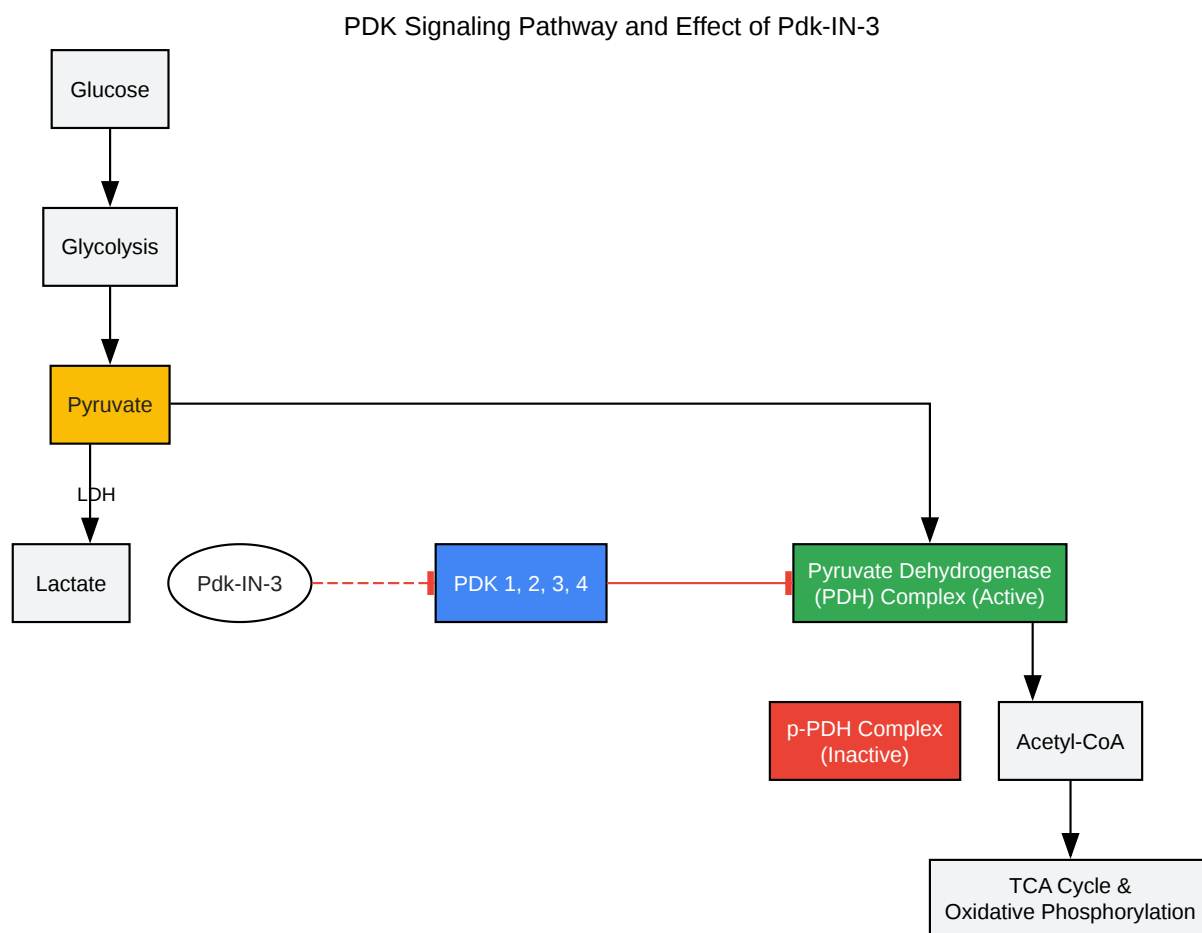 PDK Signaling Pathway and Effect of Pdk-IN-3
Glucose
Glycolysis
Pyruvate
LDH
Lactate
Pdk-IN-3
PDK 1, 2, 3, 4
Pyruvate Dehydrogenase
(PDH) Complex (Active)
p-PDH Complex
(Inactive)
Acetyl-CoA
TCA Cycle &
Oxidative Phosphorylation